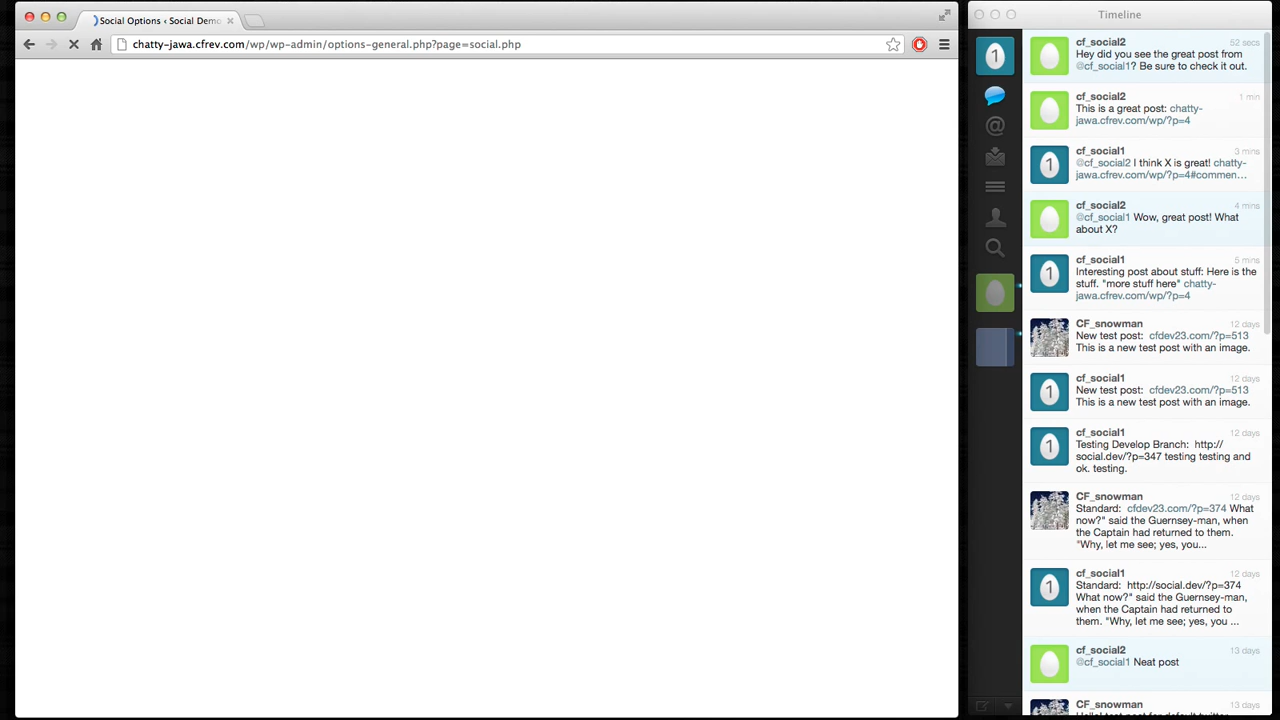 Social Options ‹ Social Demo
chatty-jawa.cfrev.com/wp/wp-admin/options-general.php?page=social.php
Timeline
1
cf_social2 52 secs
Hey did you see the great post from
@cf_social1? Be sure to check it out.
cf_social2 1 min
This is a great post: chatty-
jawa.cfrev.com/wp/?p=4
1
cf_social1 3 mins
@cf_social2 I think X is great! chatty-
jawa.cfrev.com/wp/?p=4#commen...
cf_social2 4 mins
@cf_social1 Wow, great post! What
about X?
1
cf_social1 5 mins
Interesting post about stuff: Here is the
stuff. "more stuff here" chatty-
jawa.cfrev.com/wp/?p=4
CF_snowman 12 days
New test post: cfdev23.com/?p=513
This is a new test post with an image.
1
cf_social1 12 days
New test post: cfdev23.com/?p=513
This is a new test post with an image.
1
cf_social1 12 days
Testing Develop Branch: http://
social.dev/?p=347 testing testing and
ok. testing.
CF_snowman 12 days
Standard: cfdev23.com/?p=374 What
now?" said the Guernsey-man, when
the Captain had returned to them.
"Why, let me see; yes, you...
1
cf_social1 12 days
Standard: http://social.dev/?p=374
What now?" said the Guernsey-man,
when the Captain had returned to
them. "Why, let me see; yes, you ...
cf_social2 13 days
@cf_social1 Neat post
CF_snowman 13 days